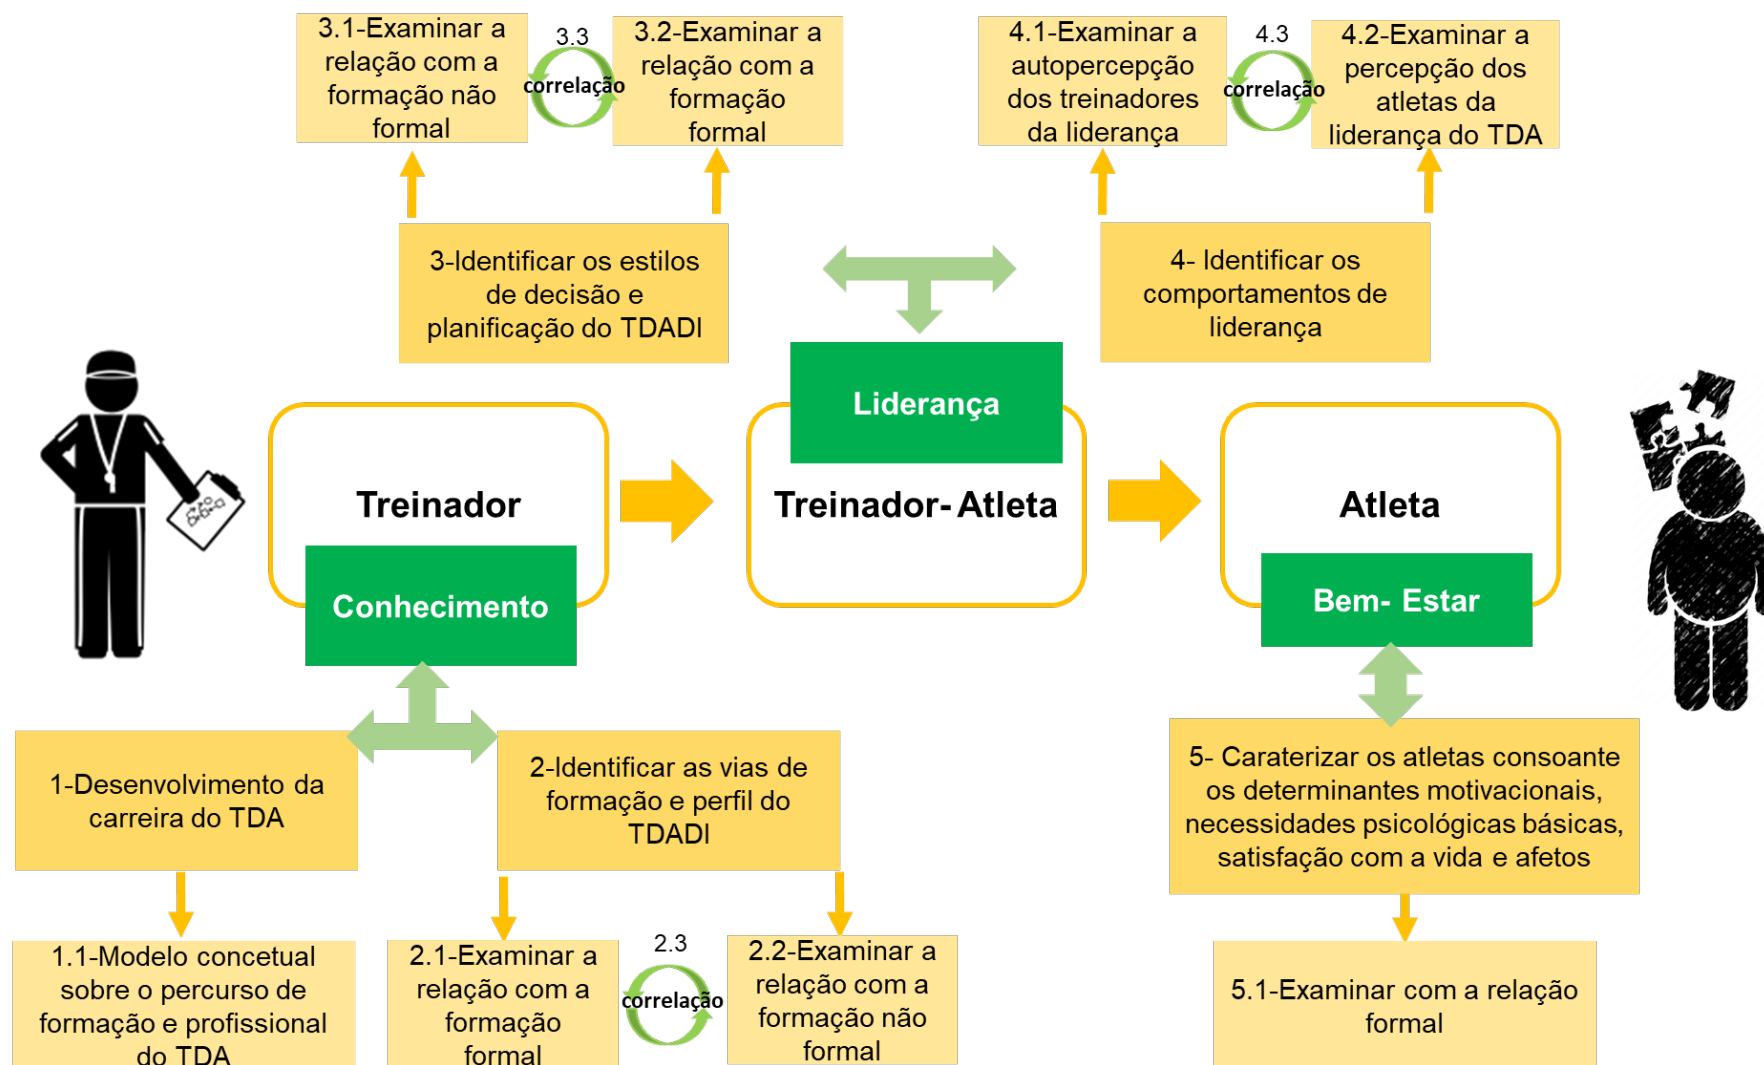 3.1-Examinar a
relação com a
formação não
formal
3.3
correlação
3.2-Examinar a
relação com a
formação
formal
4.1-Examinar a
autopercepção
dos treinadores
da liderança
4.3
correlação
4.2-Examinar a
percepção dos
atletas da
liderança do TDA
3-Identificar os estilos
de decisão e
planificação do TDADI
4- Identificar os
comportamentos de
liderança
Liderança
Treinador
Treinador- Atleta
Atleta
Conhecimento
Bem- Estar
1-Desenvolvimento da
carreira do TDA
2-Identificar as vias de
formação e perfil do
TDADI
5- Caraterizar os atletas consoante
os determinantes motivacionais,
necessidades psicológicas básicas,
satisfação com a vida e afetos
1.1-Modelo concetual
sobre o percurso de
formação e profissional
do TDA
2.1-Examinar a
relação com a
formação
formal
2.3
correlação
2.2-Examinar a
relação com a
formação não
formal
5.1-Examinar com a relação
formal